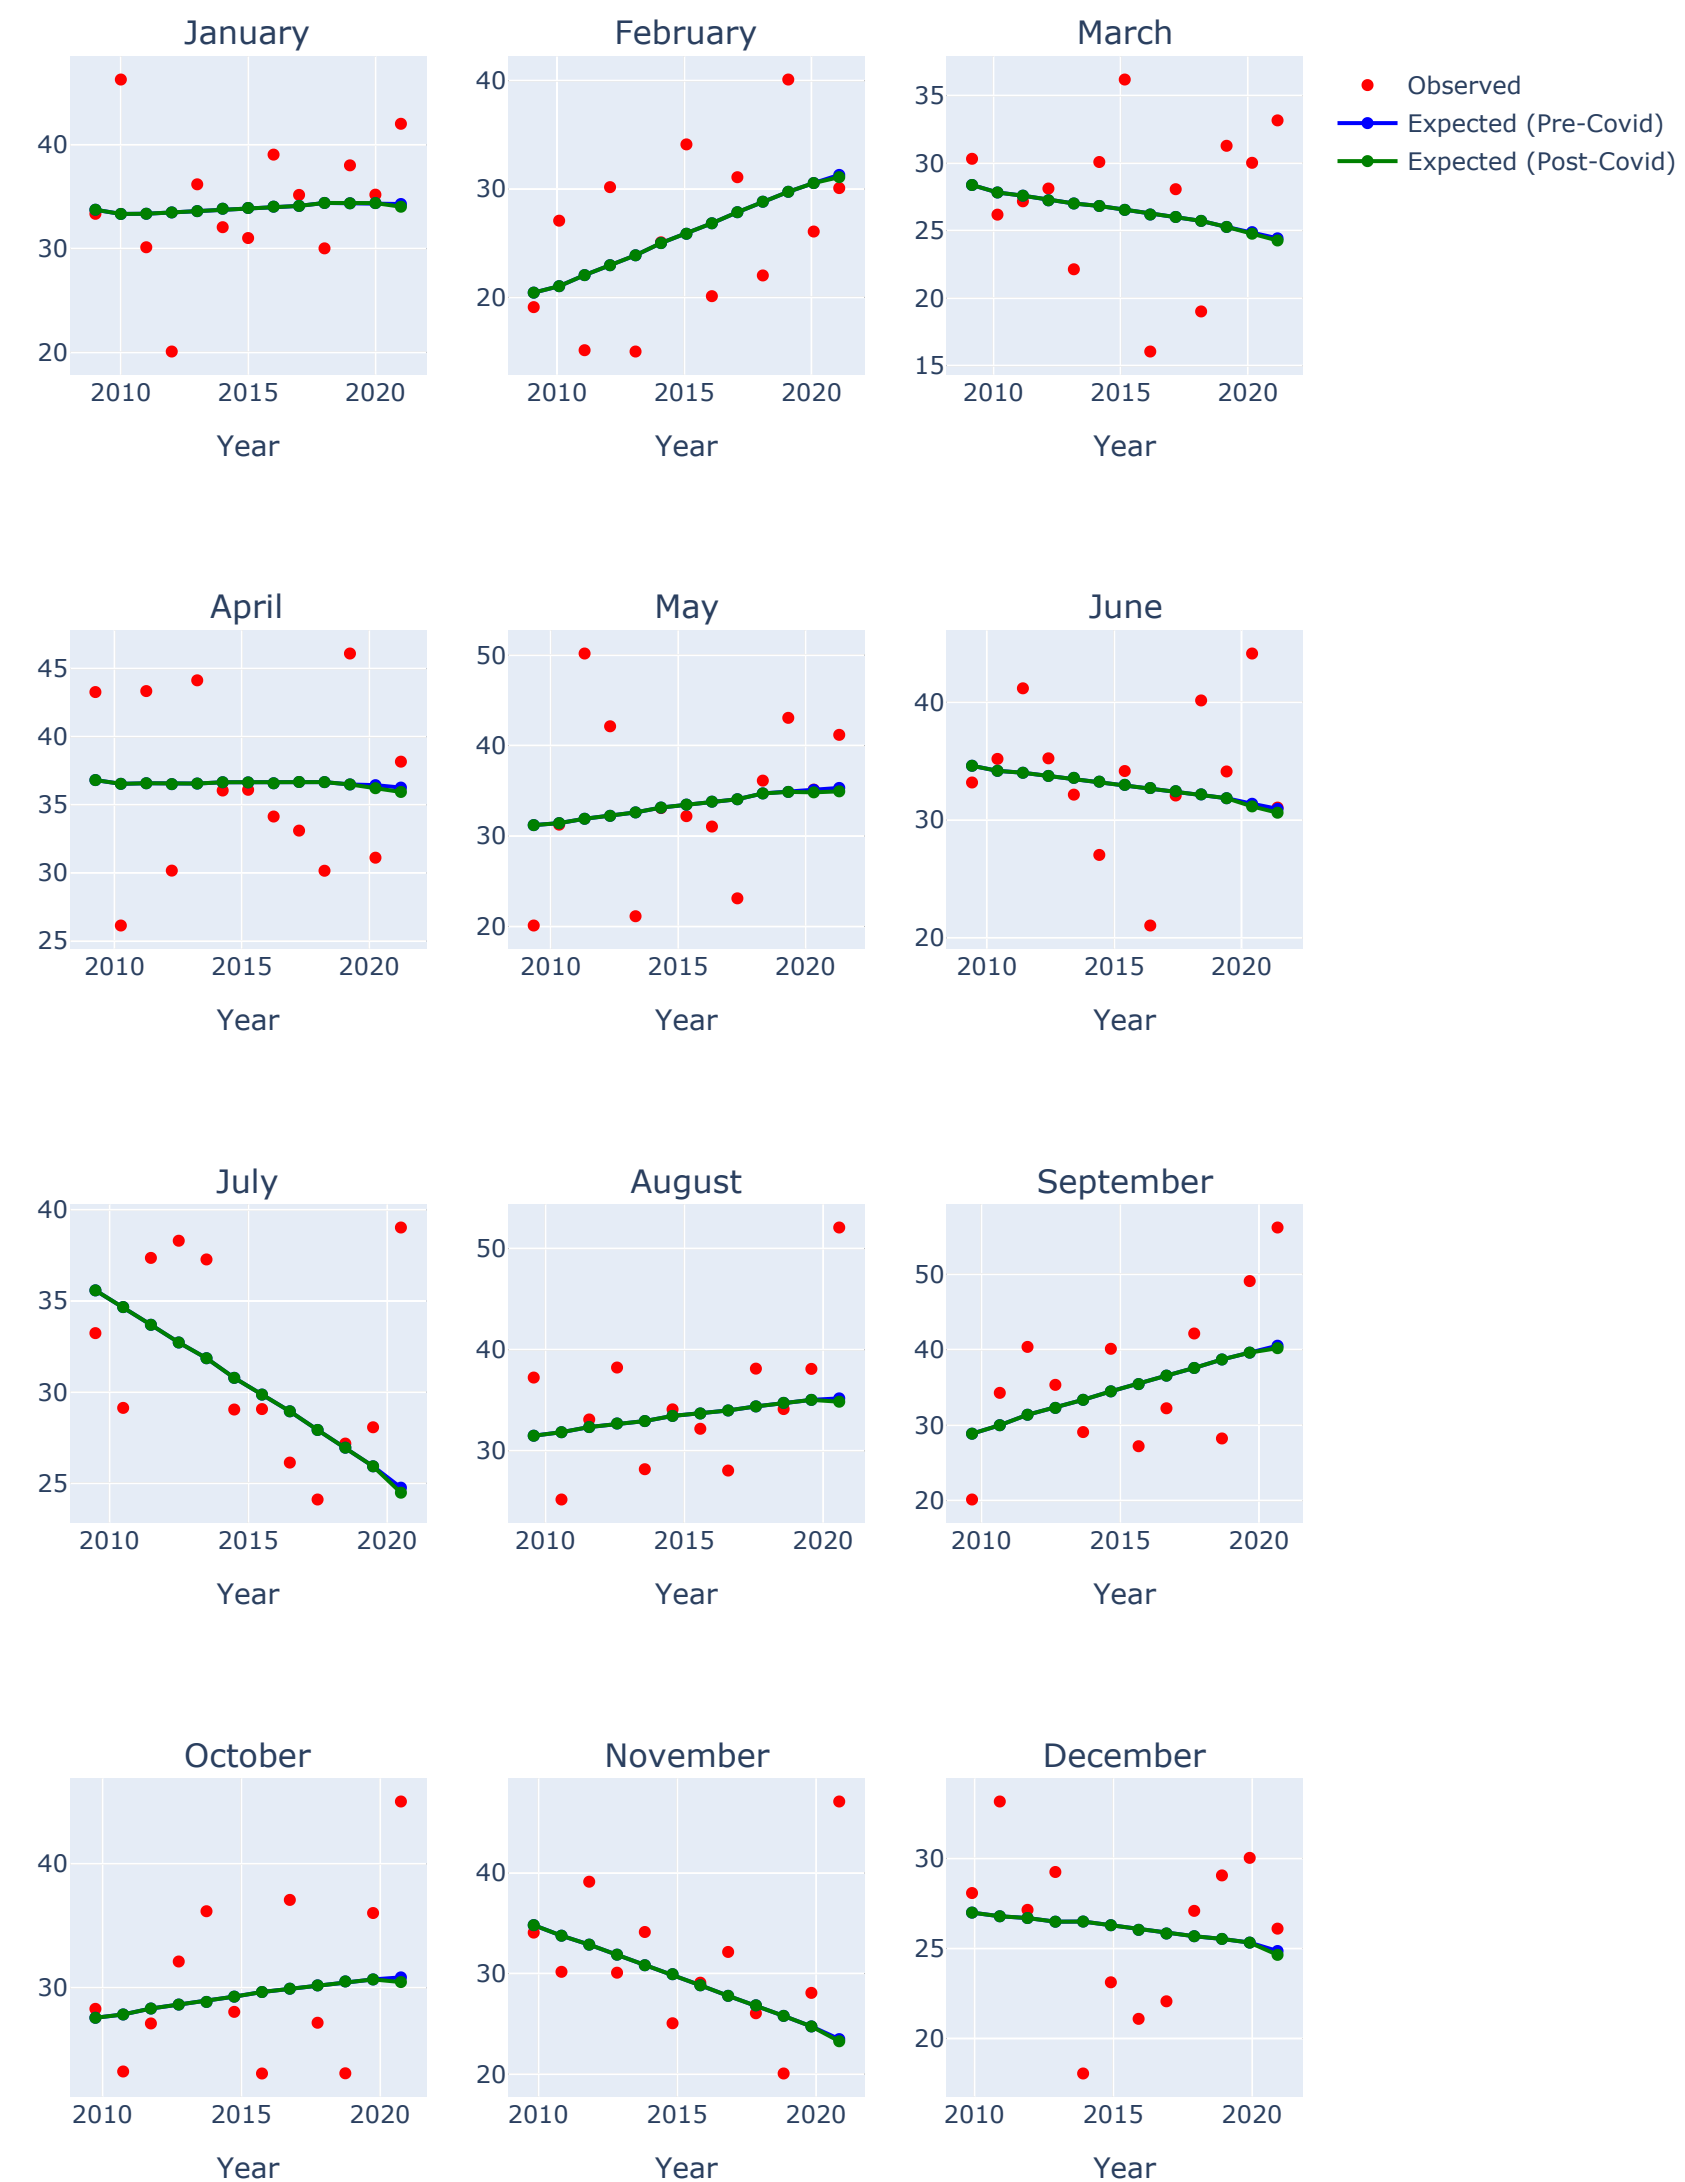 January
February
March
Observed
Expected (Pre-Covid)
Expected (Post-Covid)
40
30
20
2010 2015 2020
Year
40
30
20
2010 2015 2020
Year
35
30
25
20
15
2010 2015 2020
Year
April
May
June
45
40
35
30
25
2010 2015 2020
Year
50
40
30
20
2010 2015 2020
Year
40
30
20
2010 2015 2020
Year
July
August
September
40
35
30
25
2010 2015 2020
Year
50
40
30
2010 2015 2020
Year
50
40
30
20
2010 2015 2020
Year
October
November
December
40
30
2010 2015 2020
Year
40
30
20
2010 2015 2020
Year
30
25
20
2010 2015 2020
Year